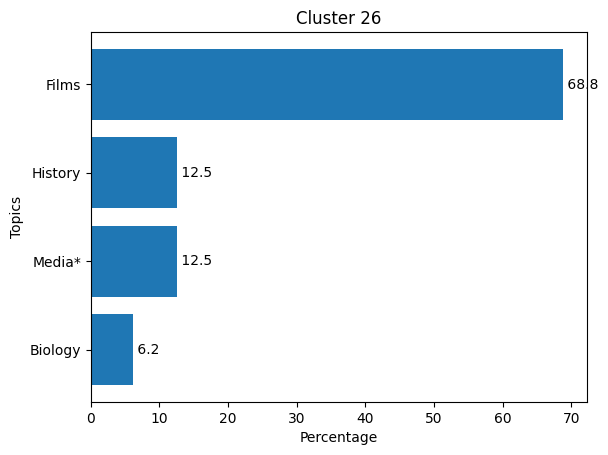 Cluster 26
Films
68.8
History
12.5
Media*
12.5
Biology
6.2
Topics
0 10 20 30 40 50 60 70
Percentage